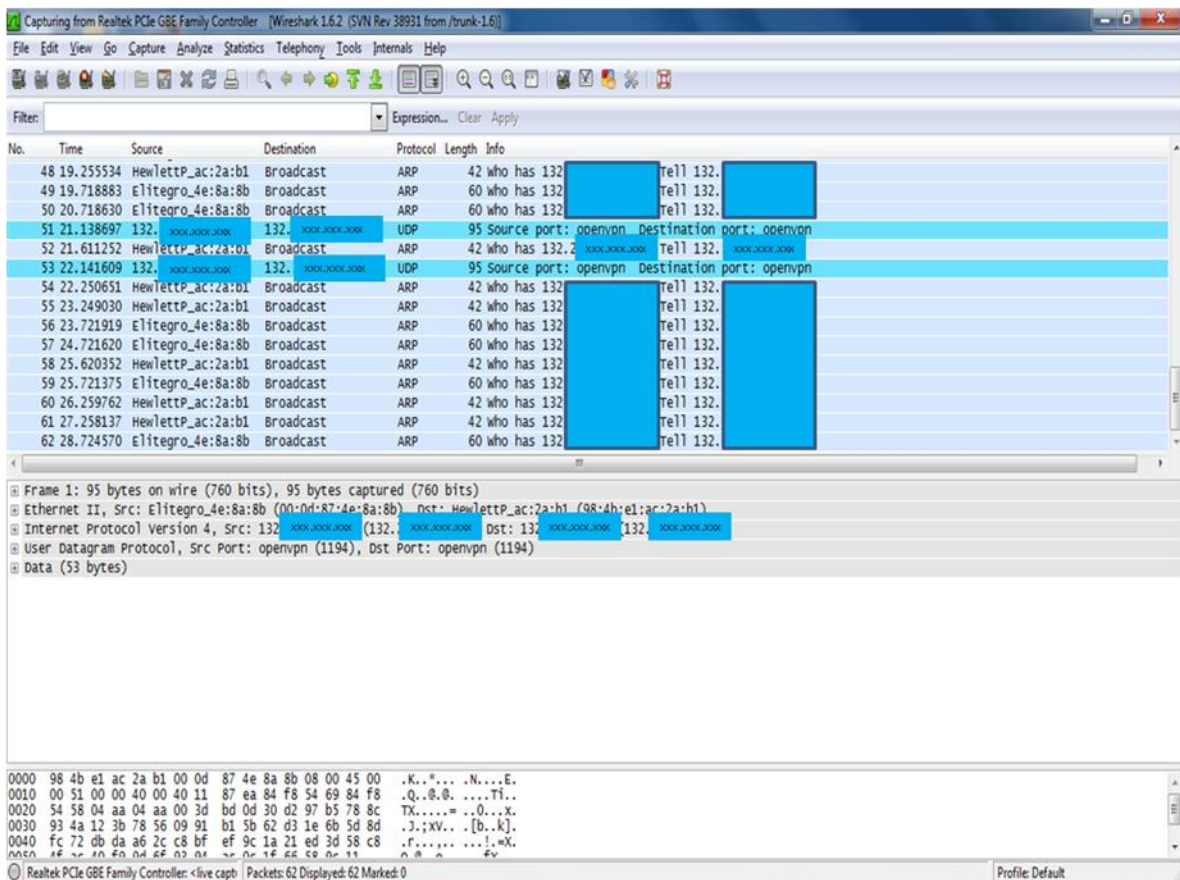 Capturing from Realtek PCIe GBE Family Controller [Wireshark 1.6.2 (SVN Rev 38931 from /trunk-1.6)]
File Edit View Go Capture Analyze Statistics Telephony Tools Internals Help
Filter: Expression... Clear Apply
No. Time Source Destination Protocol Length Info
48 19.255534 HewlettP_ac:2a:b1 Broadcast ARP 42 Who has 132 Tell 132.
49 19.718883 Elitegro_4e:8a:8b Broadcast ARP 60 Who has 132 Tell 132.
50 20.718630 Elitegro_4e:8a:8b Broadcast ARP 60 Who has 132 Tell 132.
51 21.138697 132. xxx.xxx.xxx 132. xxx.xxx.xxx UDP 95 Source port: openvpn Destination port: openvpn
52 21.611252 HewlettP_ac:2a:b1 Broadcast ARP 42 Who has 132.2 xxx.xxx.xxx Tell 132. xxx.xxx.xxx
53 22.141609 132. xxx.xxx.xxx 132. xxx.xxx.xxx UDP 95 Source port: openvpn Destination port: openvpn
54 22.250651 HewlettP_ac:2a:b1 Broadcast ARP 42 Who has 132 Tell 132.
55 23.249030 HewlettP_ac:2a:b1 Broadcast ARP 42 Who has 132 Tell 132.
56 23.721919 Elitegro_4e:8a:8b Broadcast ARP 60 Who has 132 Tell 132.
57 24.721620 Elitegro_4e:8a:8b Broadcast ARP 60 Who has 132 Tell 132.
58 25.620352 HewlettP_ac:2a:b1 Broadcast ARP 42 Who has 132 Tell 132.
59 25.721375 Elitegro_4e:8a:8b Broadcast ARP 60 Who has 132 Tell 132.
60 26.259762 HewlettP_ac:2a:b1 Broadcast ARP 42 Who has 132 Tell 132.
61 27.258137 HewlettP_ac:2a:b1 Broadcast ARP 42 Who has 132 Tell 132.
62 28.724570 Elitegro_4e:8a:8b Broadcast ARP 60 Who has 132 Tell 132.
Frame 1: 95 bytes on wire (760 bits), 95 bytes captured (760 bits)
Ethernet II, Src: Elitegro_4e:8a:8b (00:0d:87:4e:8a:8b), Dst: HewlettP_ac:2a:b1 (98:4b:e1:ac:2a:b1)
Internet Protocol Version 4, Src: 132 xxx.xxx.xxx (132. xxx.xxx.xxx Dst: 132 xxx.xxx.xxx (132. xxx.xxx.xxx
User Datagram Protocol, Src Port: openvpn (1194), Dst Port: openvpn (1194)
Data (53 bytes)
0000 98 4b e1 ac 2a b1 00 0d 87 4e 8a 8b 08 00 45 00 .K..*... .N....E.
0010 00 51 00 00 40 00 40 11 87 ea 84 f8 54 69 84 f8 .Q..@.@. ....Ti..
0020 54 58 04 aa 04 aa 00 3d bd 0d 30 d2 97 b5 78 8c TX.....= ..0...x.
0030 93 4a 12 3b 78 56 09 91 b1 5b 62 d3 1e 6b 5d 8d .J.;xV.. .[b..k].
0040 fc 72 db da a6 2c c8 bf ef 9c 1a 21 ed 3d 58 c8 .r...,.. ...!.=X.
Realtek PCIe GBE Family Controller: <live capt Packets: 62 Displayed: 62 Marked: 0 Profile: Default